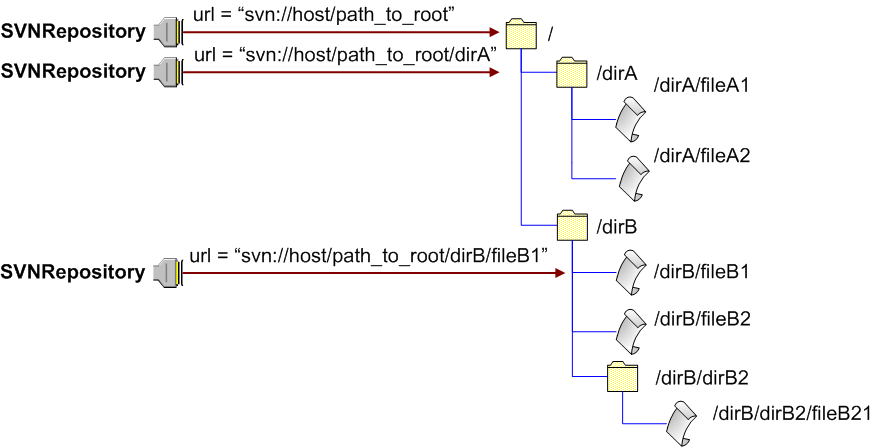 SVNRepository
url = “svn://host/path_to_root”
/
SVNRepository
url = “svn://host/path_to_root/dirA”
/dirA
/dirA/fileA1
/dirA/fileA2
/dirB
SVNRepository
url = “svn://host/path_to_root/dirB/fileB1”
/dirB/fileB1
/dirB/fileB2
/dirB/dirB2
/dirB/dirB2/fileB21